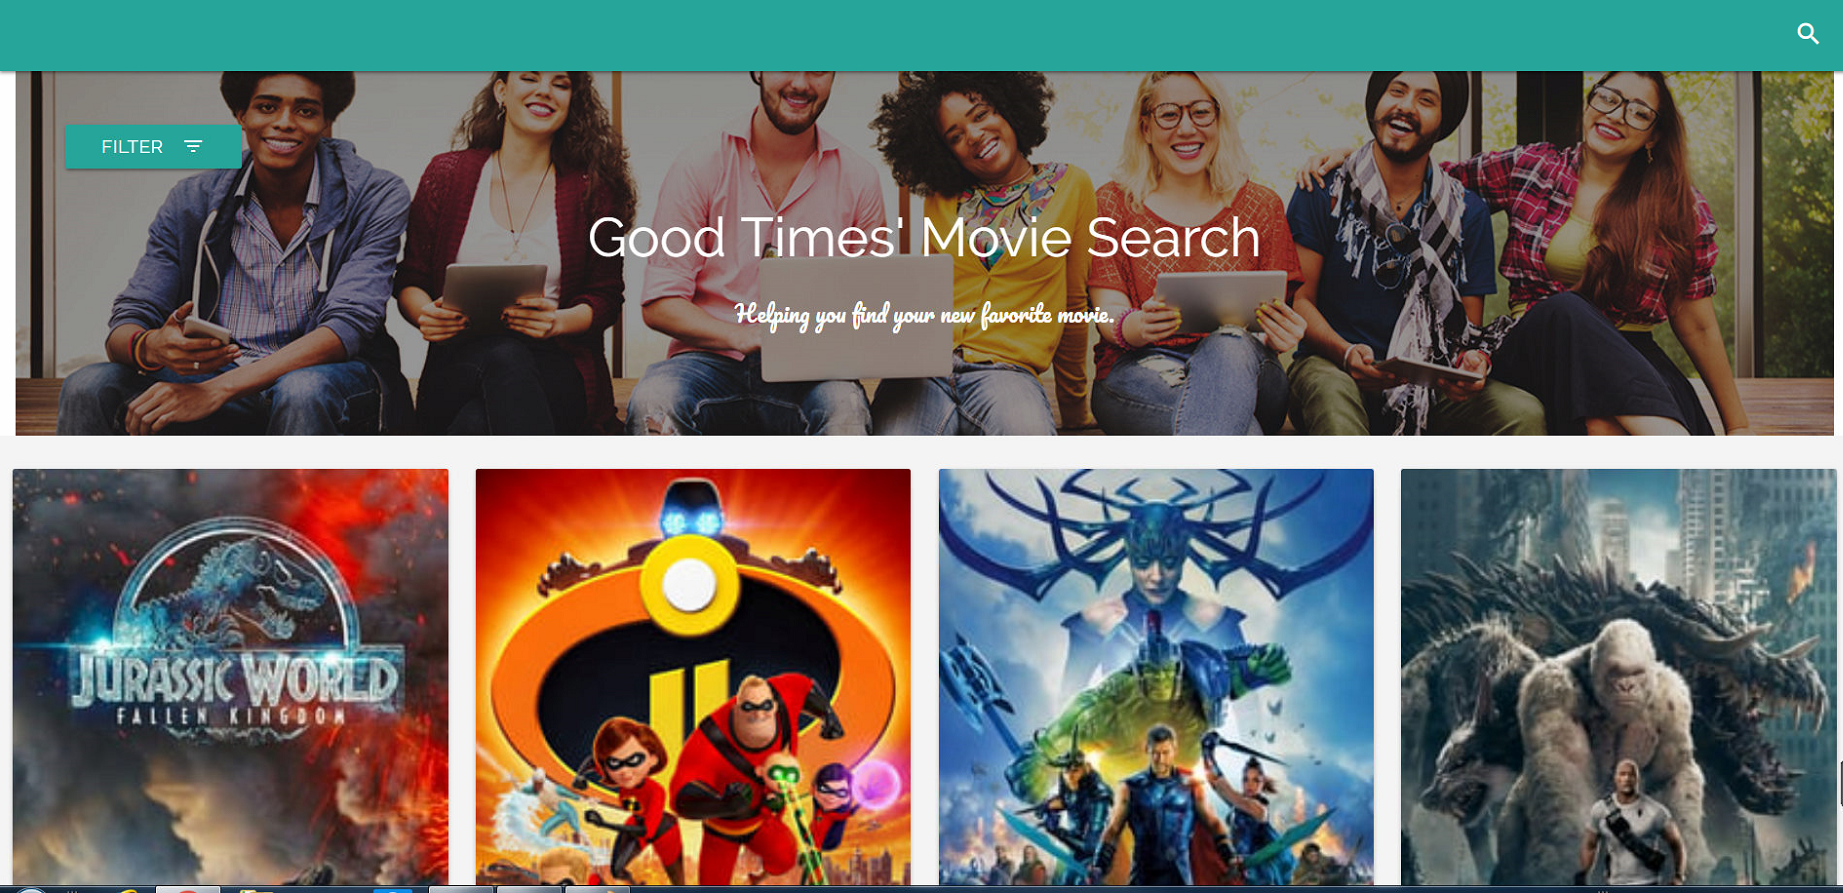 FILTER
Good Times' Movie Search
Helping you find your new favorite movie.
JURASSIC WORLD
FALLEN KINGDOM